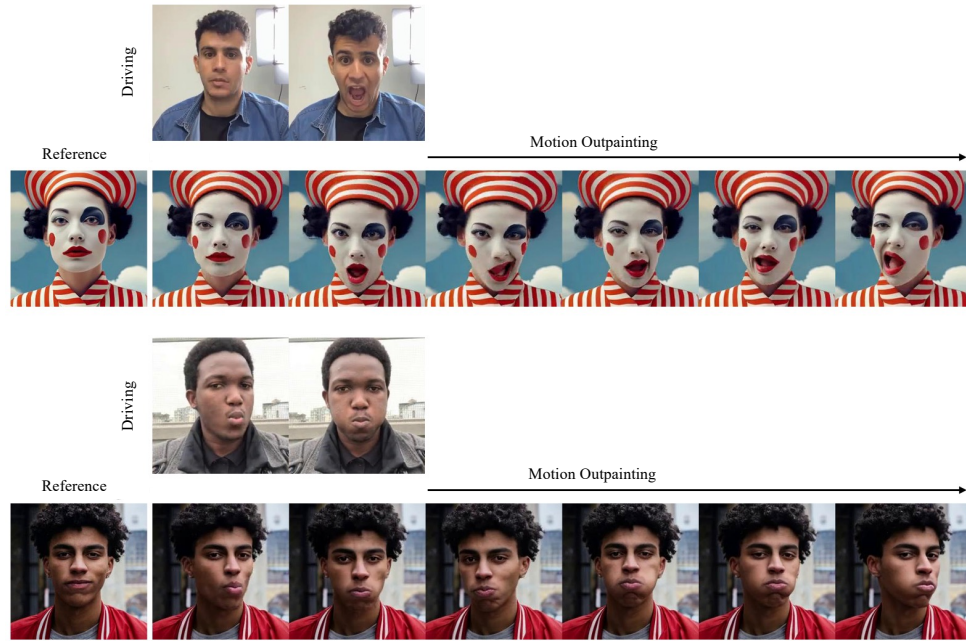 Driving
Motion Outpainting
Reference
Driving
Motion Outpainting
Reference